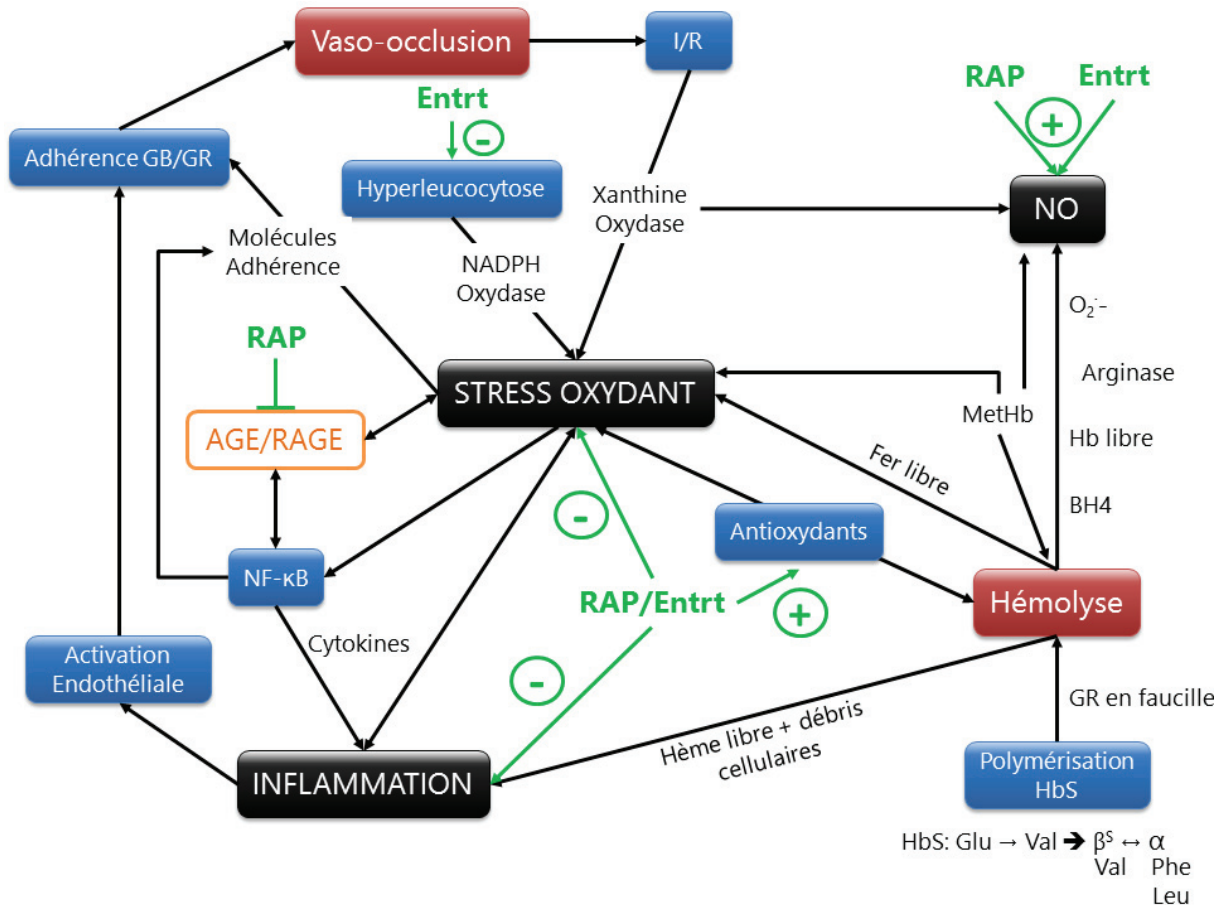 Vaso-occlusion
I/R
Entrt
-
RAP
Entrt
+
Adhérence GB/GR
Hyperleucocytose
Xanthine
Oxydase
NO
Molécules
Adhérence
NADPH
Oxydase
O₂·-
RAP
STRESS OXYDANT
Arginase
AGE/RAGE
MetHb
Hb libre
Fer libre
-
Antioxydants
BH4
NF-κB
RAP/Entrt
+
Hémolyse
Cytokines
Activation
Endothéliale
-
GR en faucille
Hème libre + débris
cellulaires
INFLAMMATION
Polymérisation
HbS
HbS: Glu → Val ➔ βˢ ↔ α
Val Phe
Leu